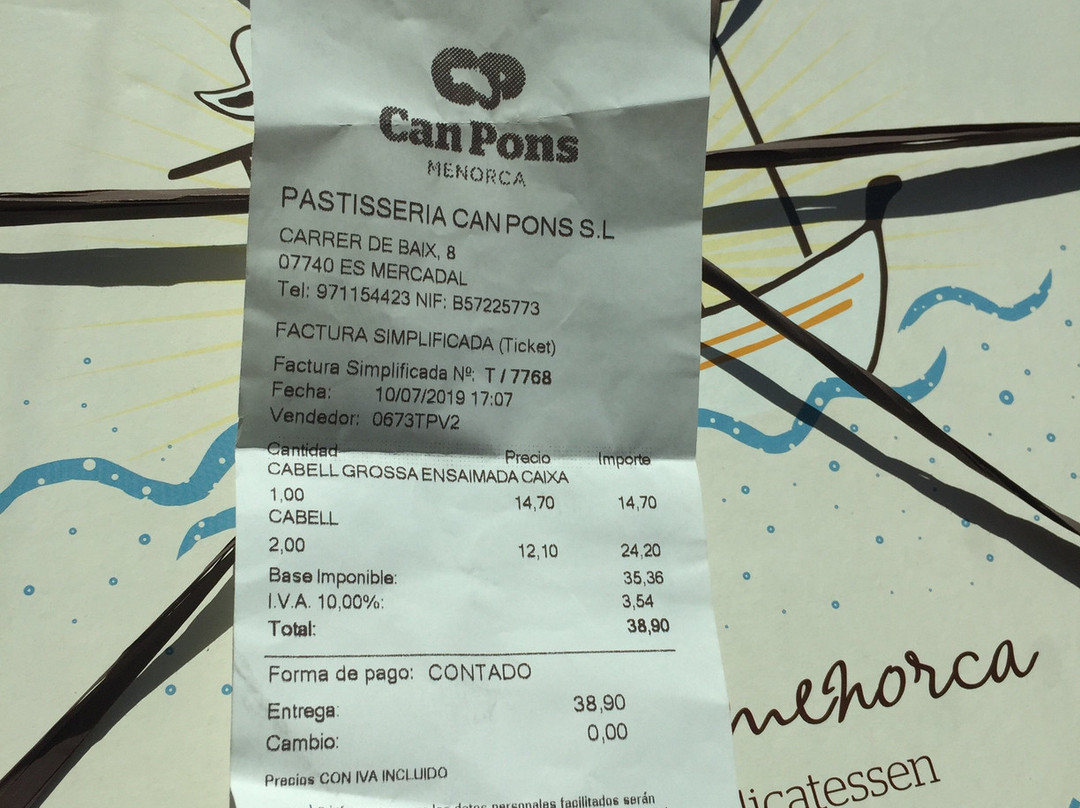 Can Pons
MENORCA
PASTISSERIA CAN PONS S.L
CARRER DE BAIX, 8
07740 ES MERCADAL
Tel: 971154423 NIF: B57225773
FACTURA SIMPLIFICADA (Ticket)
Factura Simplificada Nº: T / 7768
Fecha: 10/07/2019 17:07
Vendedor: 0673TPV2
Cantidad Precio Importe
CABELL GROSSA ENSAIMADA CAIXA
1,00 14,70 14,70
CABELL
2,00 12,10 24,20
Base Imponible: 35,36
I.V.A. 10,00%: 3,54
Total: 38,90
Forma de pago: CONTADO
Entrega: 38,90
Cambio: 0,00
Precios CON IVA INCLUIDO
datos personales facilitados serán
menorca
licatessen